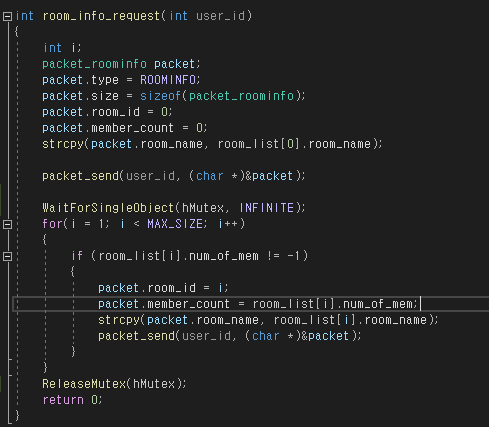 int room_info_request(int user_id)
{
    int i;
    packet_roominfo packet;
    packet.type = ROOMINFO;
    packet.size = sizeof(packet_roominfo);
    packet.room_id = 0;
    packet.member_count = 0;
    strcpy(packet.room_name, room_list[0].room_name);

    packet_send(user_id, (char *)&packet);

    WaitForSingleObject(hMutex, INFINITE);
    for(i = 1; i < MAX_SIZE; i++)
    {
        if (room_list[i].num_of_mem != -1)
        {
            packet.room_id = i;
            packet.member_count = room_list[i].num_of_mem;
            strcpy(packet.room_name, room_list[i].room_name);
            packet_send(user_id, (char *)&packet);
        }
    }
    ReleaseMutex(hMutex);
    return 0;
}